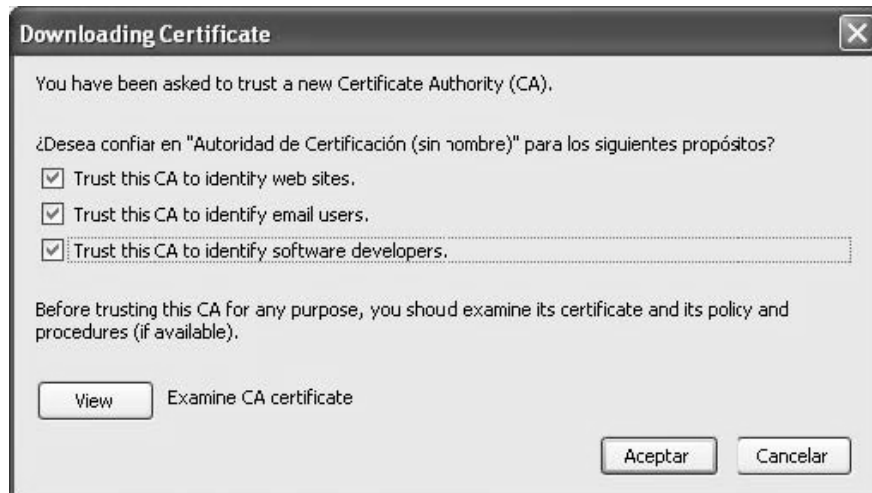 Downloading Certificate
You have been asked to trust a new Certificate Authority (CA).
¿Desea confiar en "Autoridad de Certificación (sin nombre)" para los siguientes propósitos?
Trust this CA to identify web sites.
Trust this CA to identify email users.
Trust this CA to identify software developers.
Before trusting this CA for any purpose, you should examine its certificate and its policy and
procedures (if available).
View Examine CA certificate
Aceptar Cancelar